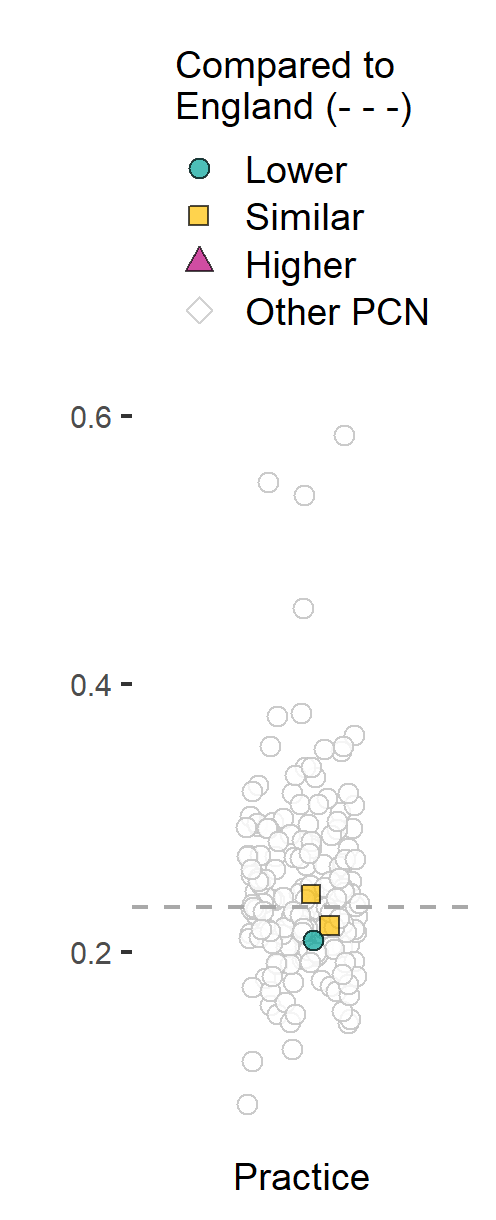 Compared to
England (- - -)
Lower
Similar
Higher
Other PCN
0.6
0.4
0.2
Practice